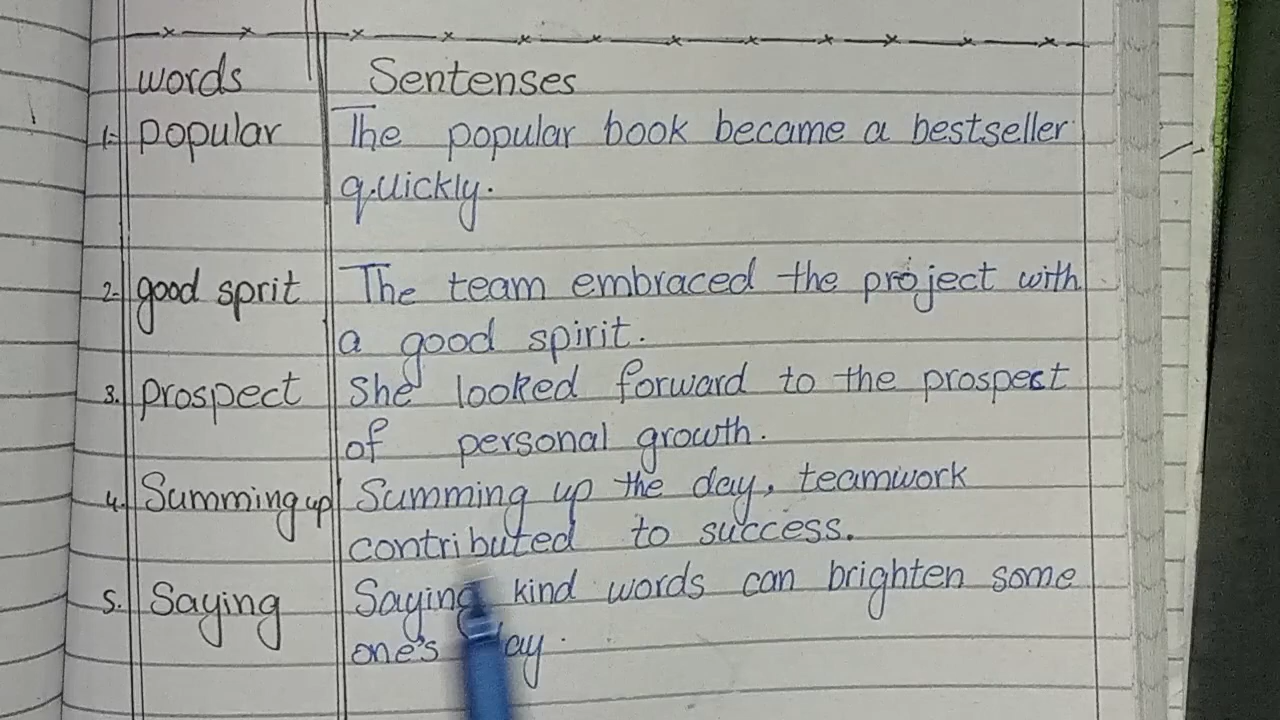 words Sentenses
1. popular The popular book became a bestseller
quickly.
2. good sprit The team embraced the project with
a good spirit.
3. prospect She looked forward to the prospect
of personal growth.
4. Summing up Summing up the day, teamwork
contributed to success.
5. Saying Saying kind words can brighten some
one's